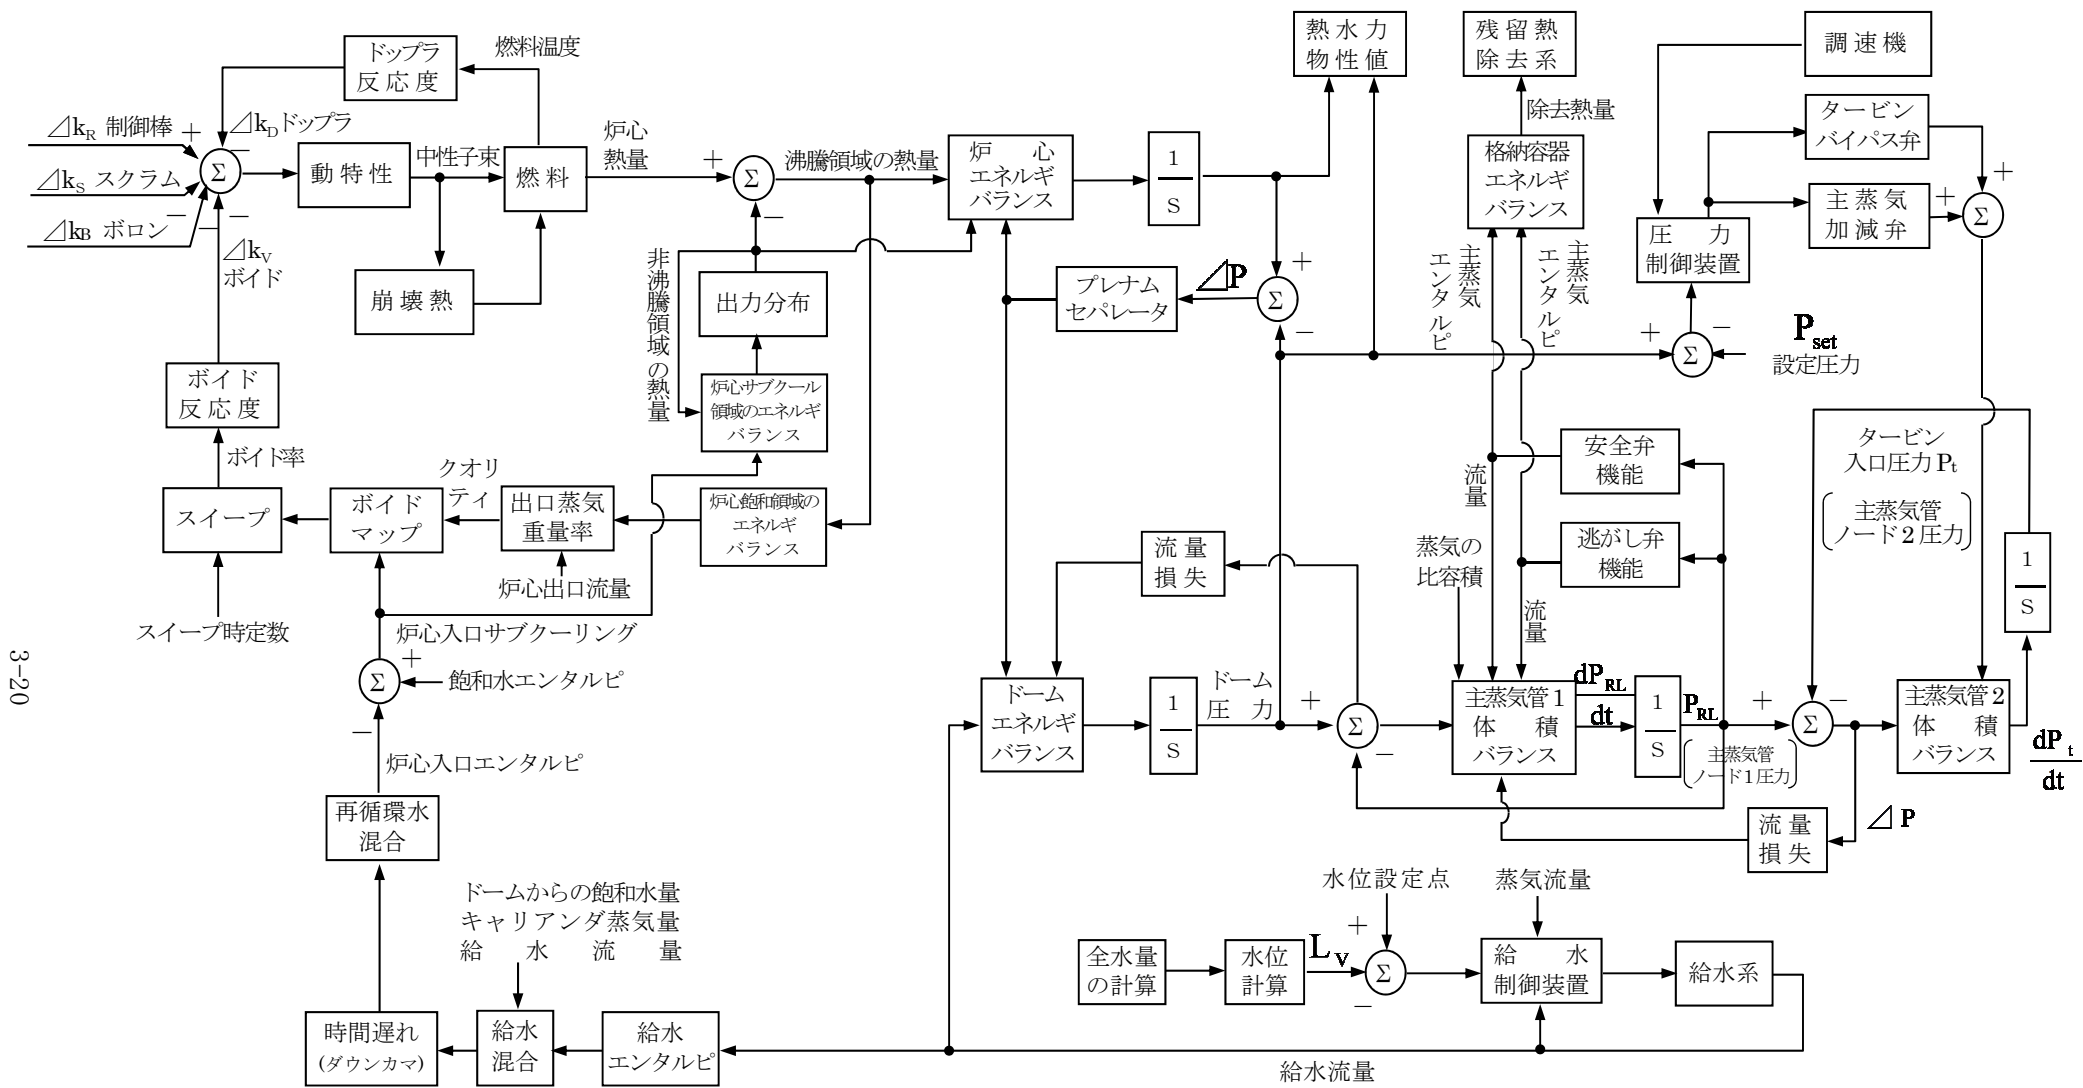 ドップラ
反応度
燃料温度
⊿kR 制御棒
+
⊿kD ドップラ
−
Σ
⊿kS スクラム
−
⊿kB ボロン
−
−
⊿kV
ボイド
動特性
中性子束
燃料
崩壊熱
炉心
熱量
+
Σ
−
沸騰領域の熱量
非沸騰領域の熱量
出力分布
炉心サブクール
領域のエネルギ
バランス
炉心飽和領域の
エネルギ
バランス
出口蒸気
重量率
炉心出口流量
クオリ
ティ
ボイド
マップ
スイープ
スイープ時定数
ボイド率
ボイド
反応度
炉心入口サブクーリング
+
Σ
飽和水エンタルピ
−
炉心入口エンタルピ
再循環水
混合
ドームからの飽和水量
キャリアンダ蒸気量
給水流量
時間遅れ
(ダウンカマ)
給水
混合
給水
エンタルピ
炉心
エネルギ
バランス
1
S
熱水力
物性値
プレナム
セパレータ
⊿P
+
Σ
−
残留熱
除去系
除去熱量
格納容器
エネルギ
バランス
主蒸気
エンタルピ
主蒸気
エンタルピ
調速機
タービン
バイパス弁
主蒸気
加減弁
+
+
Σ
圧力
制御装置
+
−
Σ
Pset
設定圧力
流量
安全弁
機能
逃がし弁
機能
流量
蒸気の
比容積
流量
損失
タービン
入口圧力Pt
主蒸気管
ノード2圧力
1
S
ドーム
エネルギ
バランス
1
S
ドーム
圧力
+
Σ
−
主蒸気管1
体積
バランス
dPRL
dt
1
S
PRL
主蒸気管
ノード1圧力
+
−
Σ
主蒸気管2
体積
バランス
dPt
dt
流量
損失
⊿P
水位設定点
蒸気流量
全水量
の計算
水位
計算
LV
+
Σ
−
給水
制御装置
給水系
給水流量
3-20